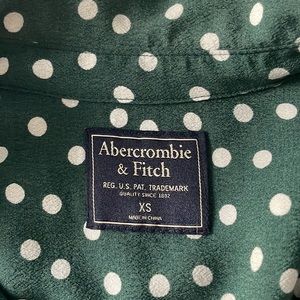 Abercrombie
& Fitch
REG. U.S. PAT. TRADEMARK
QUALITY SINCE 1892
XS
MADE IN CHINA